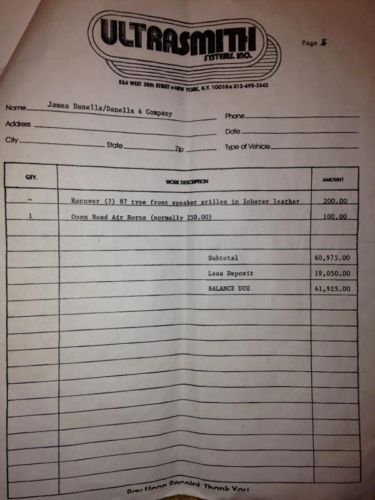 ULTRASMITH
SYSTEMS, INC.
Page 5
564 WEST 56th STREET • NEW YORK, N.Y. 10018 • 212-695-3342
Name James Danella/Danella & Company
Phone
Address
Date
City State Zip
Type of Vehicle
QTY. WORK DESCRIPTION AMOUNT
- Recover (7) 87 type front speaker grilles in lobster leather 200.00
1 Open Road Air Horns (normally 250.00) 100.00
Subtotal 60,975.00
Less Deposit 19,050.00
BALANCE DUE 41,925.00
Pay Upon Receipt Thank You